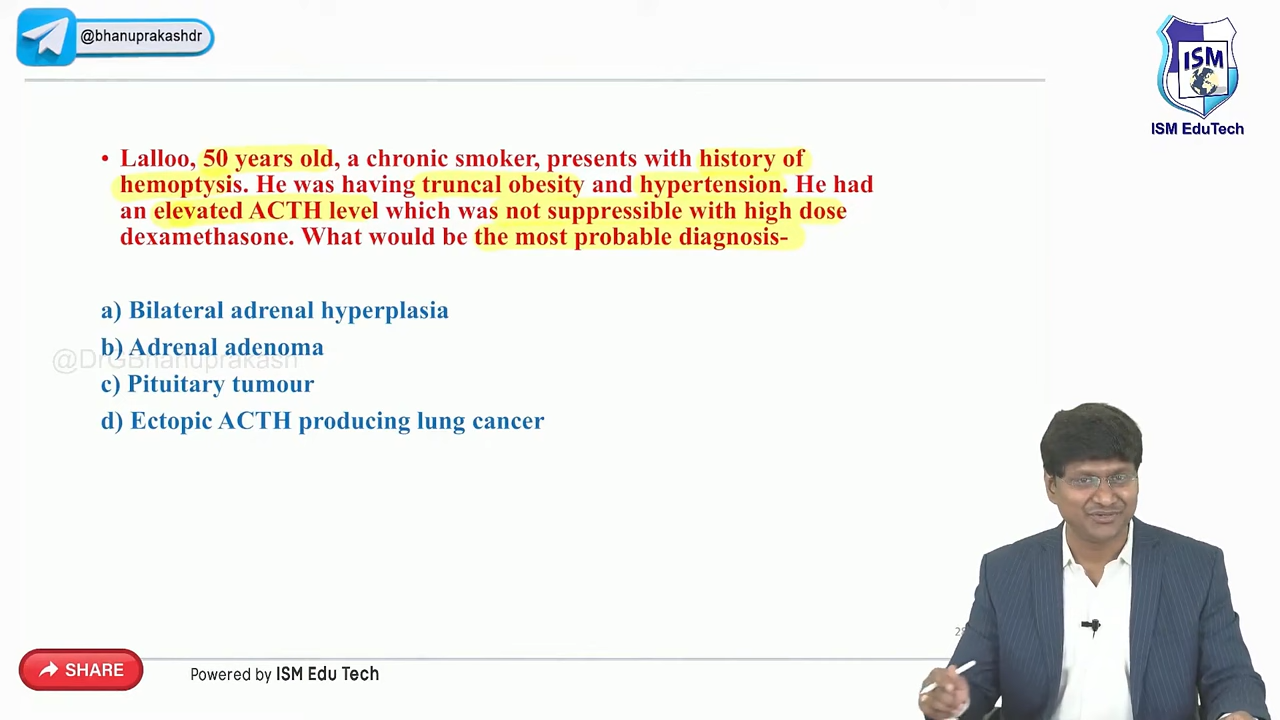 @bhanuprakashdr
ISM
ISM EduTech
• Lalloo, 50 years old, a chronic smoker, presents with history of
hemoptysis. He was having truncal obesity and hypertension. He had
an elevated ACTH level which was not suppressible with high dose
dexamethasone. What would be the most probable diagnosis-
a) Bilateral adrenal hyperplasia
b) Adrenal adenoma
@DrGBhanuprakash
c) Pituitary tumour
d) Ectopic ACTH producing lung cancer
SHARE
Powered by ISM Edu Tech